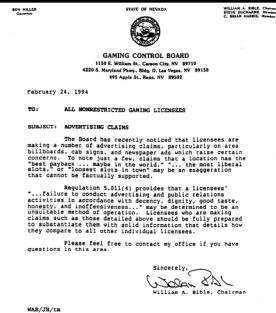 BOB MILLER
Governor
STATE OF NEVADA
WILLIAM A. BIBLE, Chairman
STEVE DUCHARME, Member
C. BRIAN HARRIS, Member
GAMING CONTROL BOARD
1150 E. William St., Carson City, NV 89710
4220 S. Maryland Pkwy., Bldg. D, Las Vegas, NV 89158
495 Apple St., Reno, NV 89502
February 24, 1994
TO: ALL NONRESTRICTED GAMING LICENSEES
SUBJECT: ADVERTISING CLAIMS
The Board has recently noticed that licensees are
making a number of advertising claims, particularly on area
billboards, cab signs, and newspaper ads which raise certain
concerns. To note just a few, claims that a location has the
"best payback ... maybe in the world," "... the most liberal
slots," or "loosest slots in town" may be an exaggeration
that cannot be factually supported.
Regulation 5.011(4) provides that a licensees'
"...failure to conduct advertising and public relations
activities in accordance with decency, dignity, good taste,
honesty, and inoffensiveness..." may be determined to be an
unsuitable method of operation. Licensees who are making
claims such as those detailed above should be fully prepared
to substantiate them with solid information that details how
they compare to all other individual licensees.
Please feel free to contact my office if you have
questions in this area.
Sincerely,
William A. Bible, Chairman
WAB/JH/tm